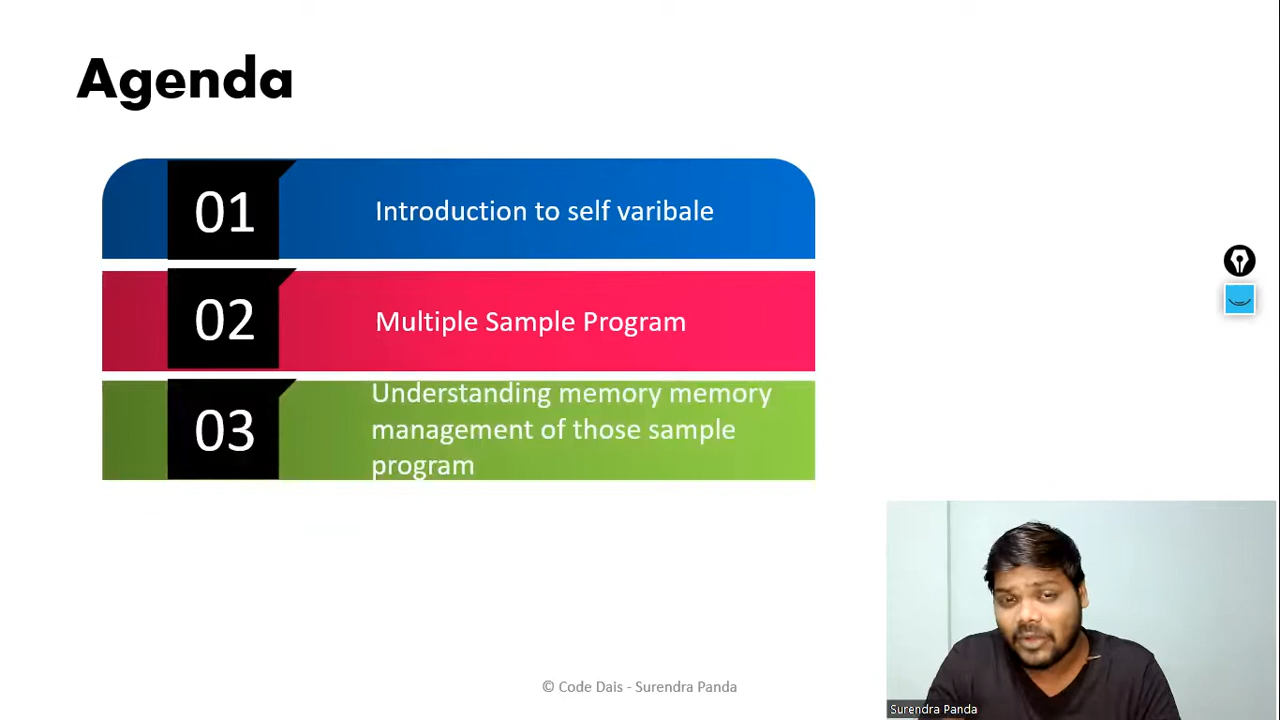 Agenda
01
Introduction to self varibale
02
Multiple Sample Program
03
Understanding memory memory
management of those sample
program
© Code Dais - Surendra Panda
Surendra Panda